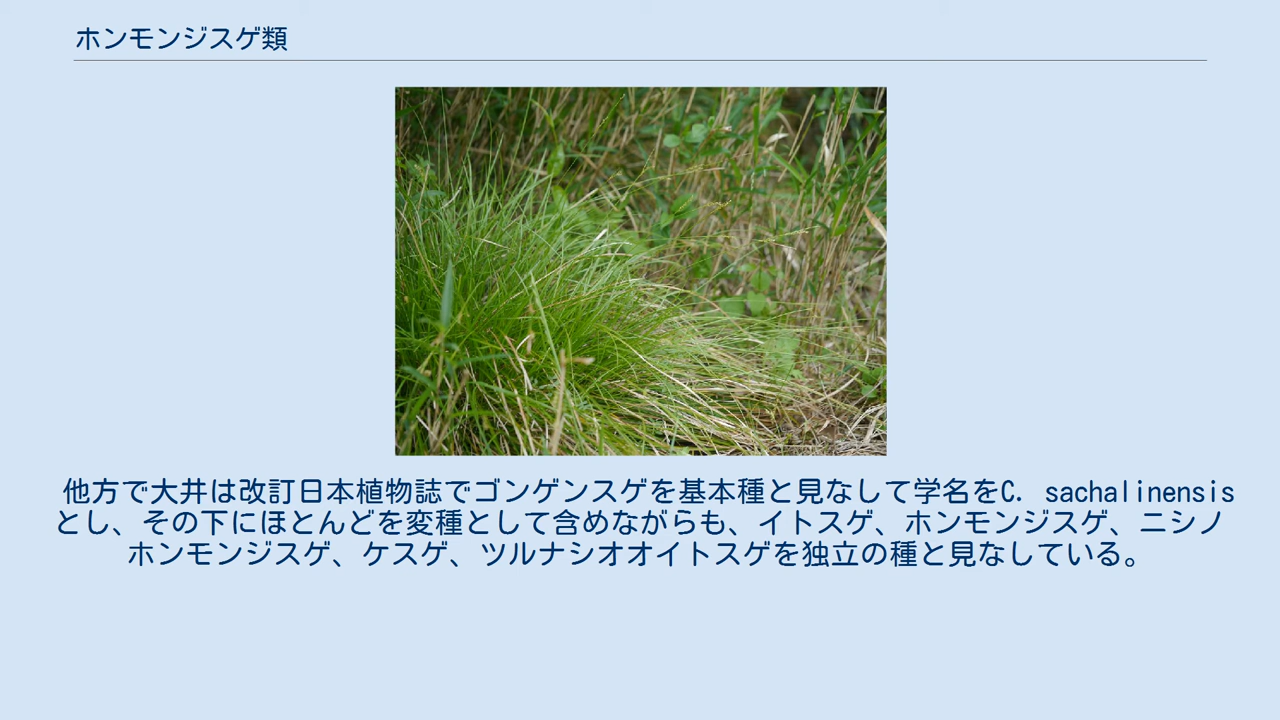 ホンモンジスゲ類
他方で大井は改訂日本植物誌でゴンゲンスゲを基本種と見なして学名をC. sachalinensis
とし、その下にほとんどを変種として含めながらも、イトスゲ、ホンモンジスゲ、ニシノ
ホンモンジスゲ、ケスゲ、ツルナシオオイトスゲを独立の種と見なしている。